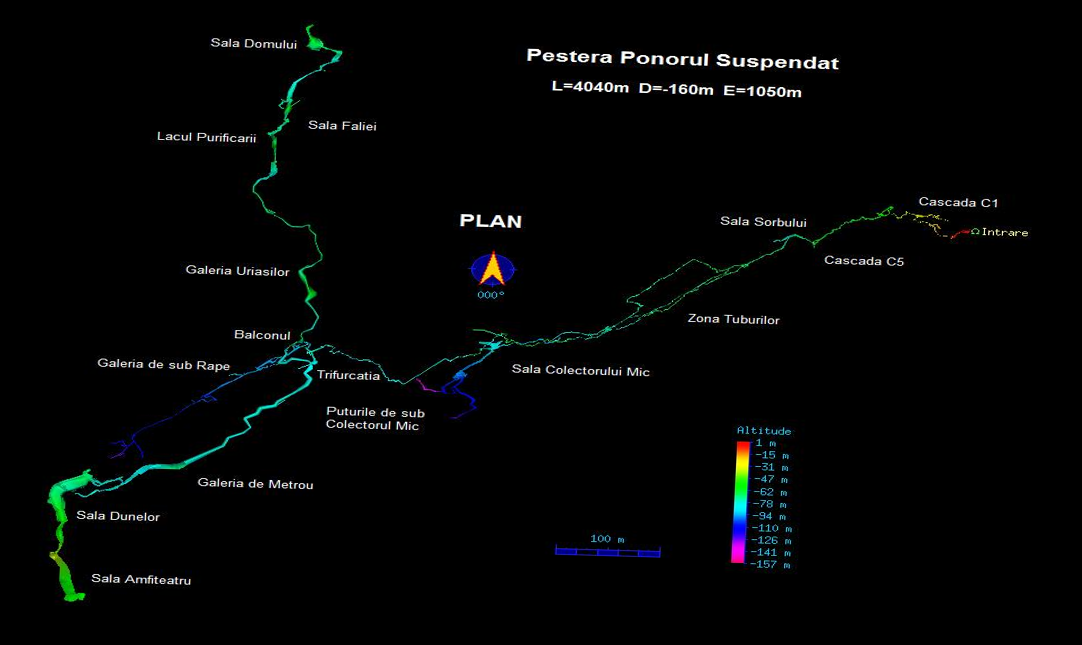 Pestera Ponorul Suspendat
L=4040m D=-160m E=1050m
Sala Domului
Sala Faliei
Lacul Purificarii
PLAN
000°
Cascada C1
Sala Sorbului
Intrare
Cascada C5
Galeria Uriasilor
Zona Tuburilor
Balconul
Galeria de sub Rape
Trifurcatia
Sala Colectorului Mic
Puturile de sub
Colectorul Mic
Galeria de Metrou
Sala Dunelor
Sala Amfiteatru
100 m
Altitude
1 m
-15 m
-31 m
-47 m
-62 m
-78 m
-94 m
-110 m
-126 m
-141 m
-157 m